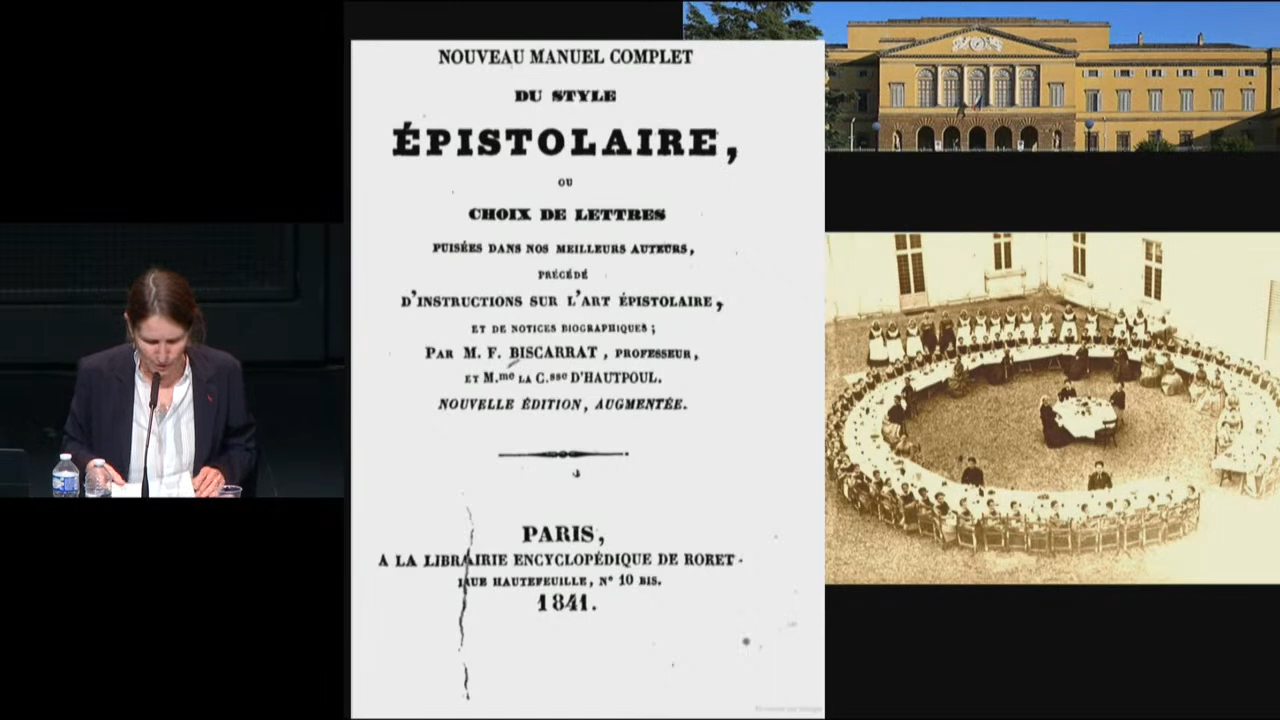 NOUVEAU MANUEL COMPLET
DU STYLE
ÉPISTOLAIRE,
OU
CHOIX DE LETTRES
PUISÉES DANS NOS MEILLEURS AUTEURS,
PRÉCÉDÉ
D'INSTRUCTIONS SUR L'ART ÉPISTOLAIRE,
ET DE NOTICES BIOGRAPHIQUES ;
PAR M. F. BISCARRAT, PROFESSEUR,
ET M.me LA C.sse D'HAUTPOUL.
NOUVELLE ÉDITION, AUGMENTÉE.
PARIS,
A LA LIBRAIRIE ENCYCLOPÉDIQUE DE RORET.
RUE HAUTEFEUILLE, N° 10 BIS.
1841.